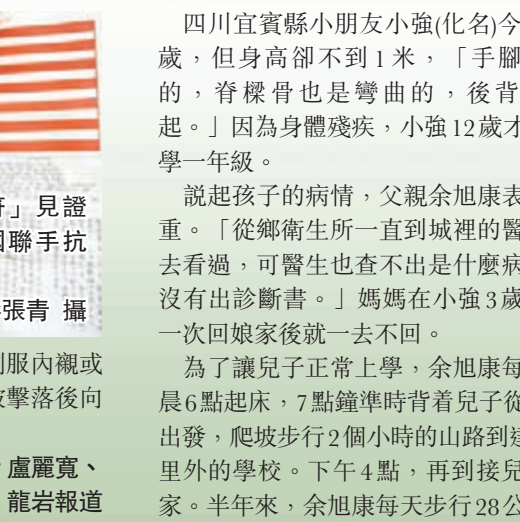 符」見證
國聯手抗
張青 攝
制服內襯或
被擊落後向
盧麗寬、
龍岩報道
四川宜賓縣小朋友小強(化名)今
歲，但身高卻不到1米，「手腳
的，脊樑骨也是彎曲的，後背
起。」因為身體殘疾，小強12歲才
學一年級。
說起孩子的病情，父親余旭康表
重。「從鄉衛生所一直到城裡的醫
去看過，可醫生也查不出是什麼病
沒有出診斷書。」媽媽在小強3歲
一次回娘家後就一去不回。
為了讓兒子正常上學，余旭康每
晨6點起床，7點鐘準時背着兒子從
出發，爬坡步行2個小時的山路到達
里外的學校。下午4點，再到接兒
家。半年來，余旭康每天步行28公